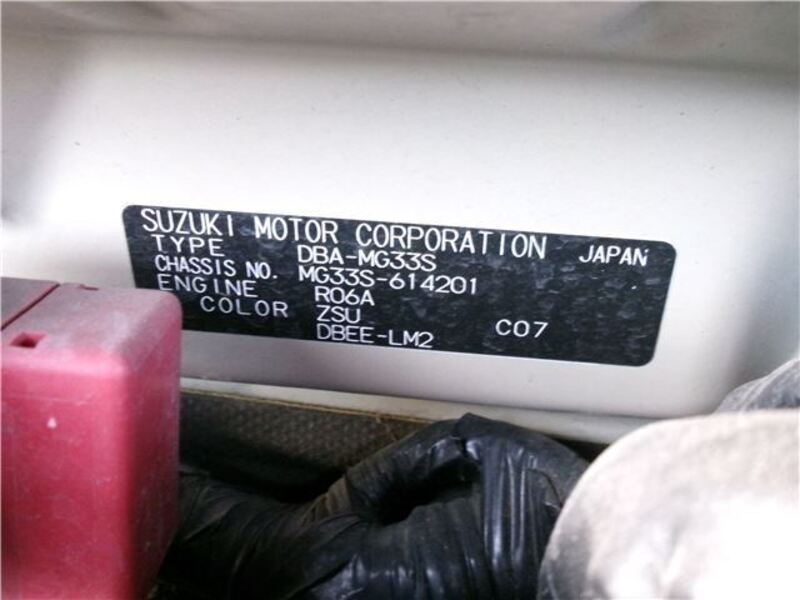 SUZUKI MOTOR CORPORATION JAPAN
TYPE DBA-MG33S
CHASSIS NO. MG33S-614201
ENGINE R06A
COLOR ZSU C07
DBEE-LM2